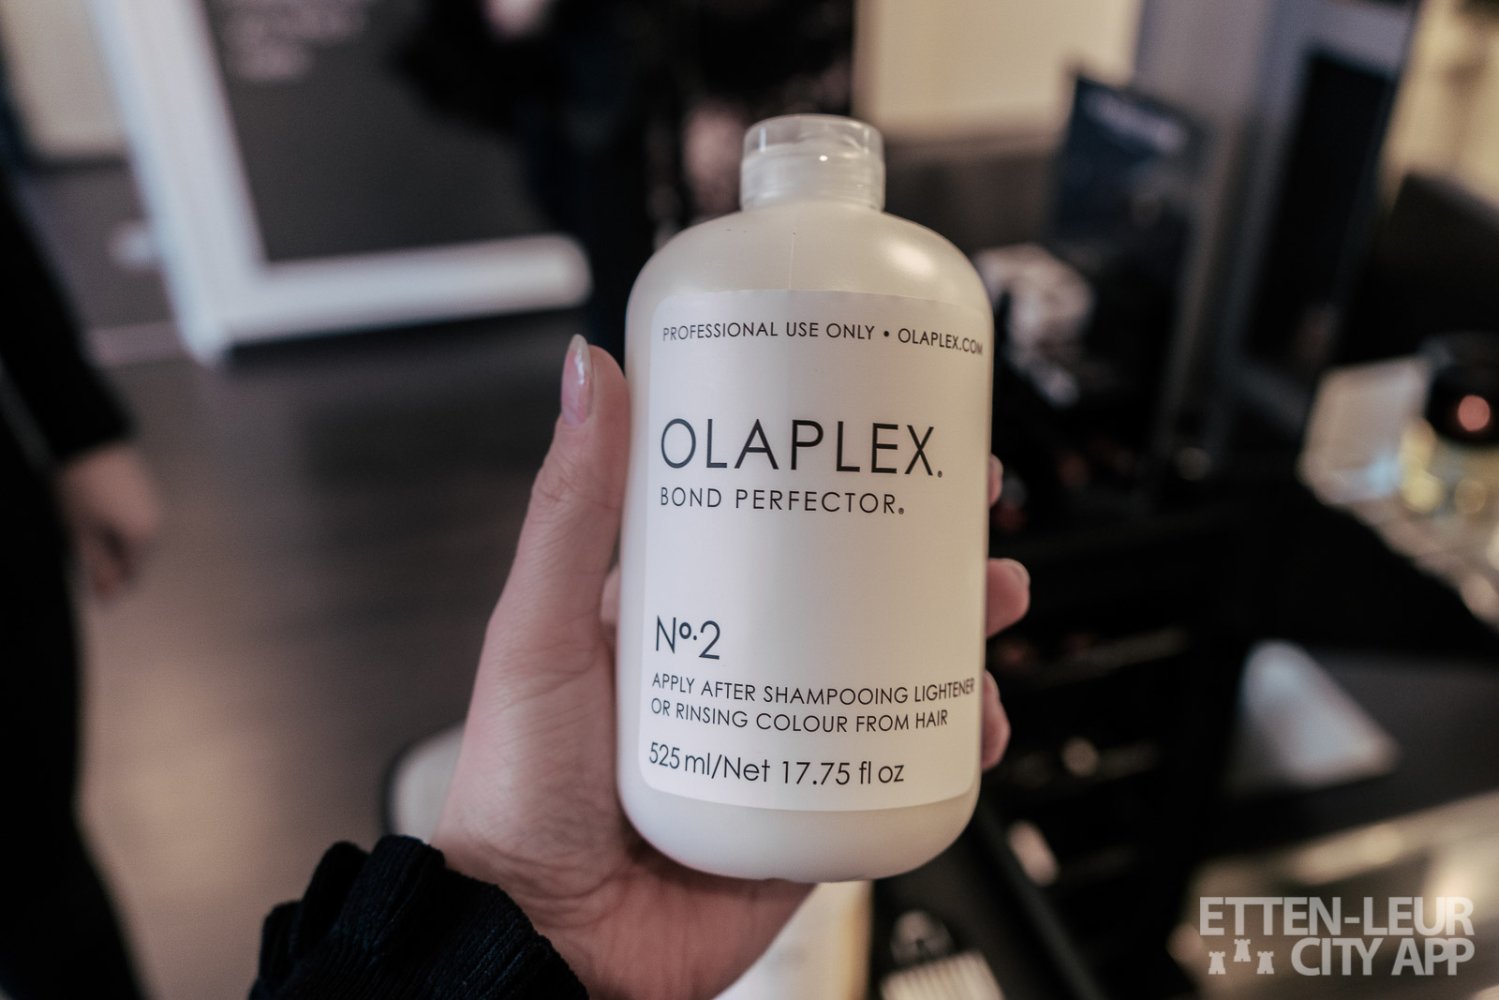 PROFESSIONAL USE ONLY • OLAPLEX.COM
OLAPLEX®
BOND PERFECTOR®
Nº.2
APPLY AFTER SHAMPOOING LIGHTENER
OR RINSING COLOUR FROM HAIR
525 ml/Net 17.75 fl oz
ETTEN-LEUR
CITY APP